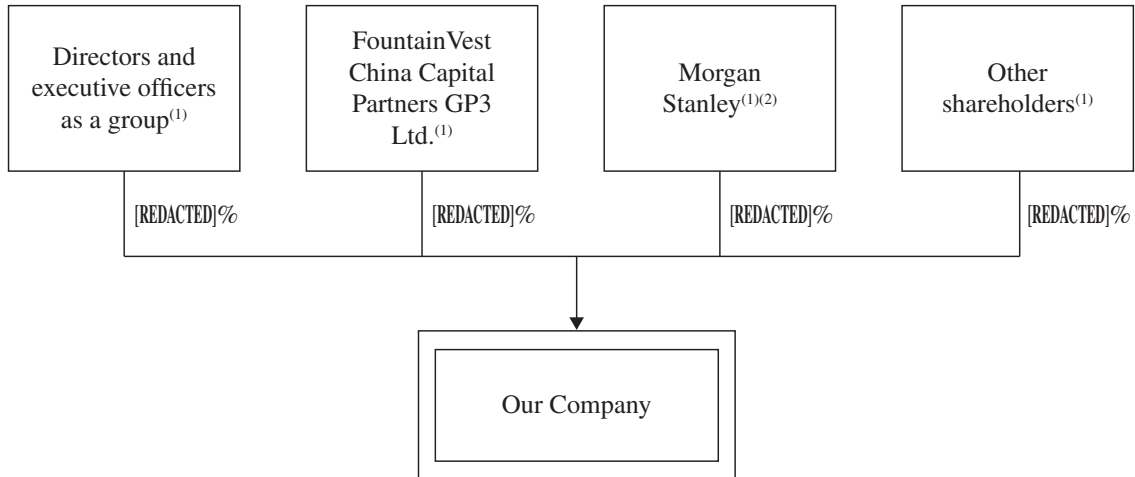 Directors and
executive officers
as a group(1)
FountainVest
China Capital
Partners GP3
Ltd.(1)
Morgan
Stanley(1)(2)
Other
shareholders(1)
[REDACTED]%
[REDACTED]%
[REDACTED]%
[REDACTED]%
Our Company